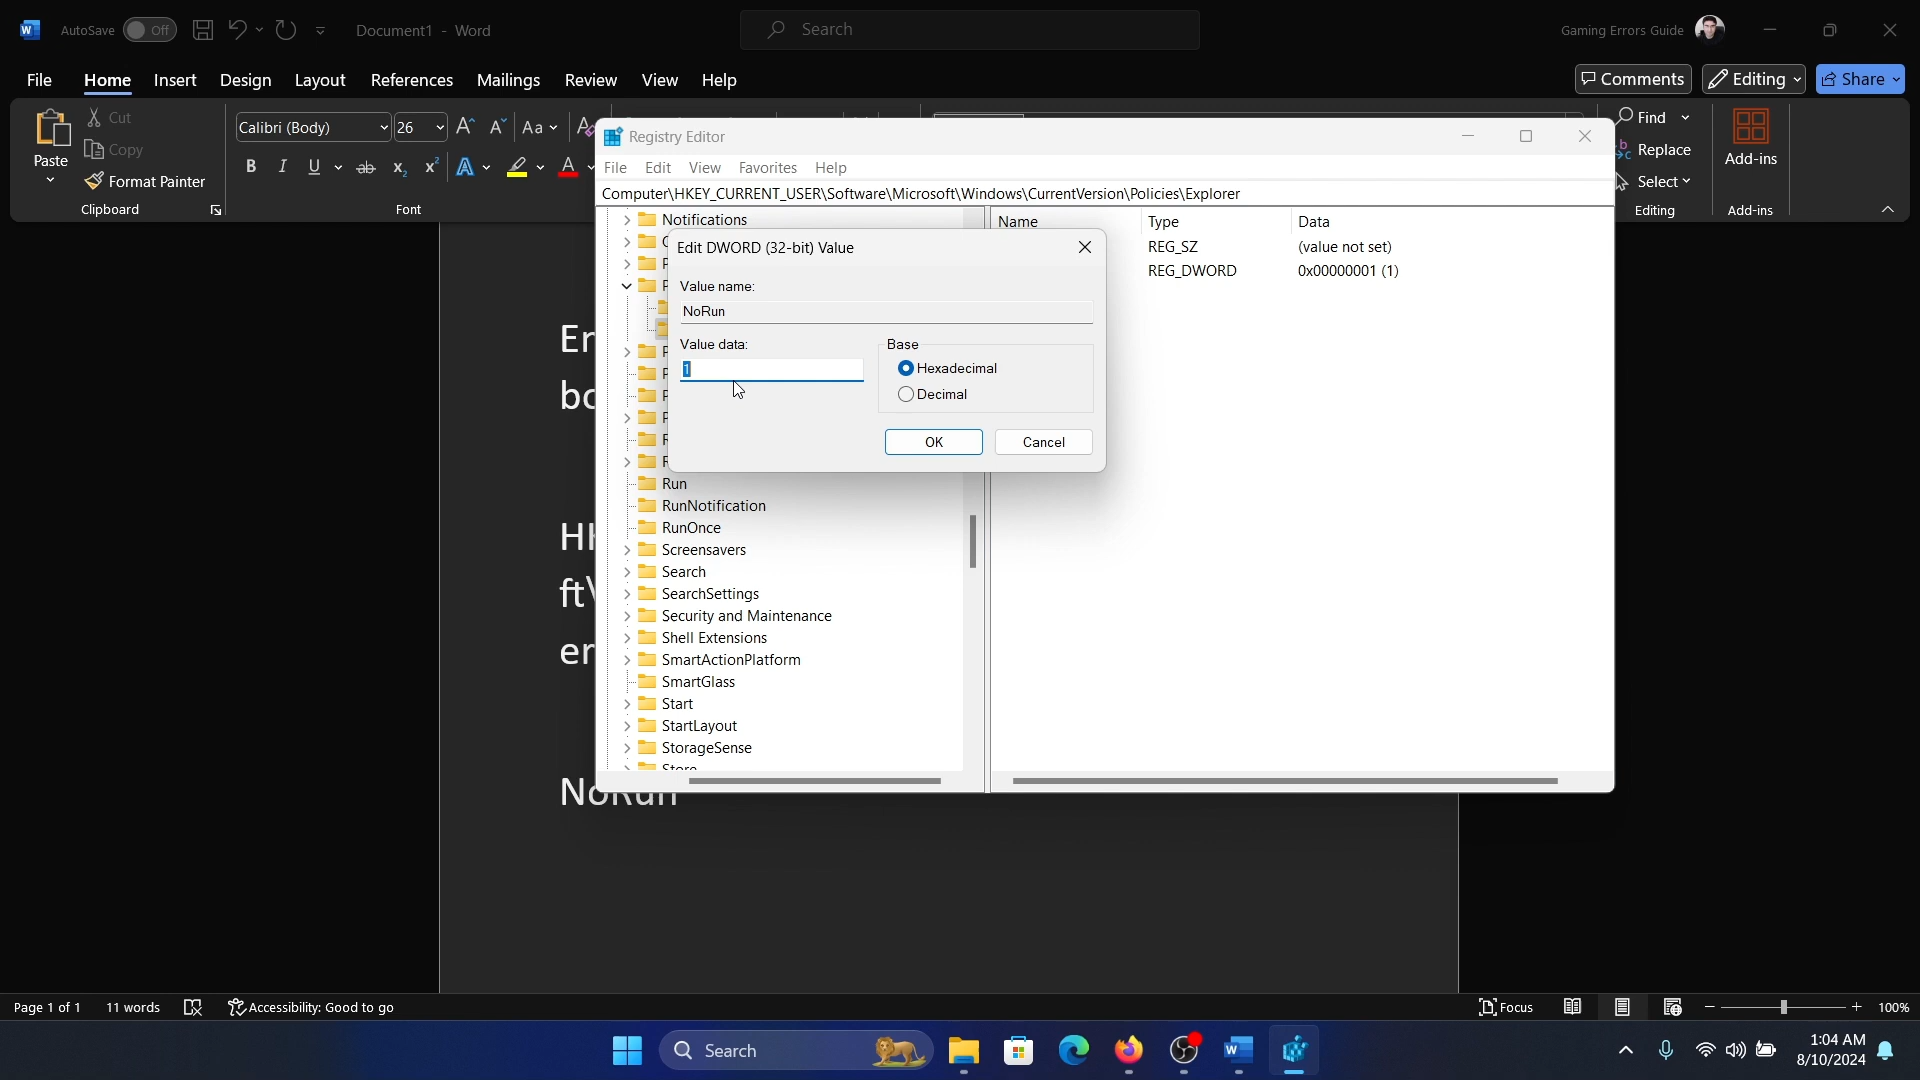 AutoSave Off Document1 - Word Search Gaming Errors Guide
File Home Insert Design Layout References Mailings Review View Help Comments Editing Share
Paste Cut Copy Format Painter Clipboard
Calibri (Body) 26 Aa Font
Find Replace Select Editing
Add-ins Add-ins
Registry Editor
File Edit View Favorites Help
Computer\HKEY_CURRENT_USER\Software\Microsoft\Windows\CurrentVersion\Policies\Explorer
Notifications
Name Type Data
REG_SZ (value not set)
REG_DWORD 0x00000001 (1)
Edit DWORD (32-bit) Value
Value name:
NoRun
Value data:
1
Base
Hexadecimal
Decimal
OK Cancel
Run
RunNotification
RunOnce
Screensavers
Search
SearchSettings
Security and Maintenance
Shell Extensions
SmartActionPlatform
SmartGlass
Start
StartLayout
StorageSense
Store
NoRun
Page 1 of 1 11 words Accessibility: Good to go Focus 100%
Search
1:04 AM
8/10/2024